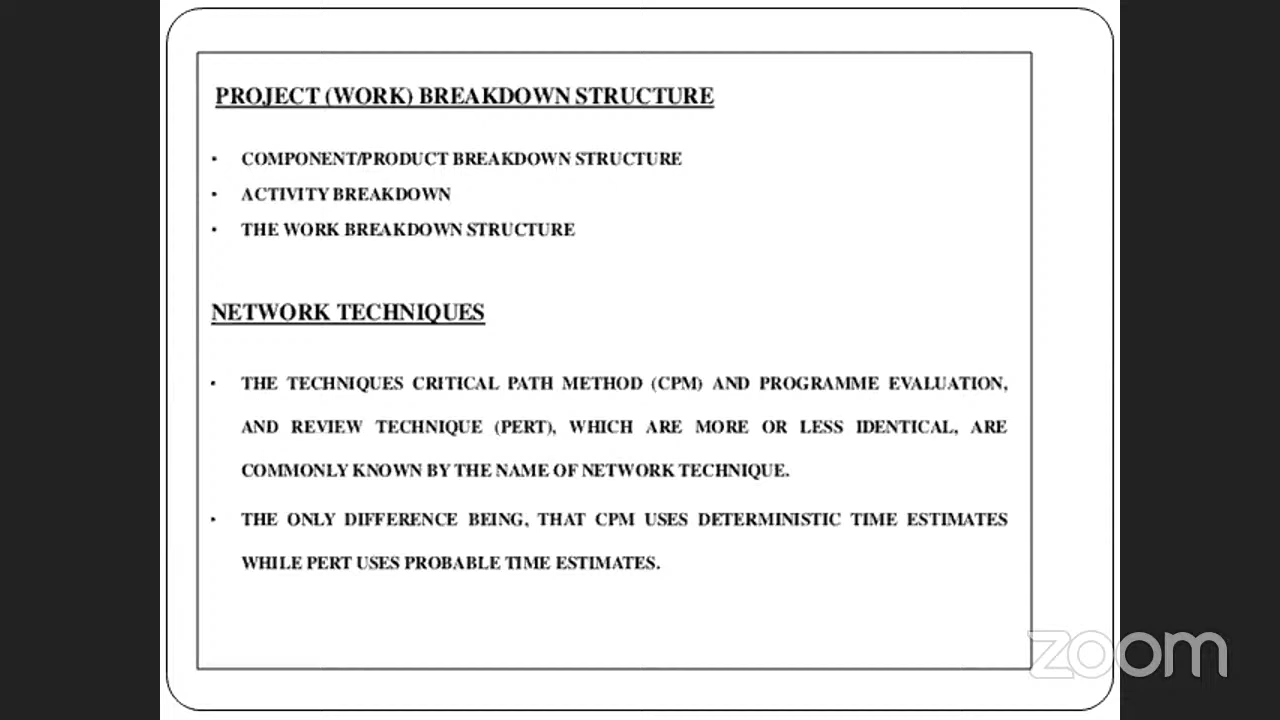 PROJECT (WORK) BREAKDOWN STRUCTURE
• COMPONENT/PRODUCT BREAKDOWN STRUCTURE
• ACTIVITY BREAKDOWN
• THE WORK BREAKDOWN STRUCTURE
NETWORK TECHNIQUES
• THE TECHNIQUES CRITICAL PATH METHOD (CPM) AND PROGRAMME EVALUATION,
AND REVIEW TECHNIQUE (PERT), WHICH ARE MORE OR LESS IDENTICAL, ARE
COMMONLY KNOWN BY THE NAME OF NETWORK TECHNIQUE.
• THE ONLY DIFFERENCE BEING, THAT CPM USES DETERMINISTIC TIME ESTIMATES
WHILE PERT USES PROBABLE TIME ESTIMATES.
zoom